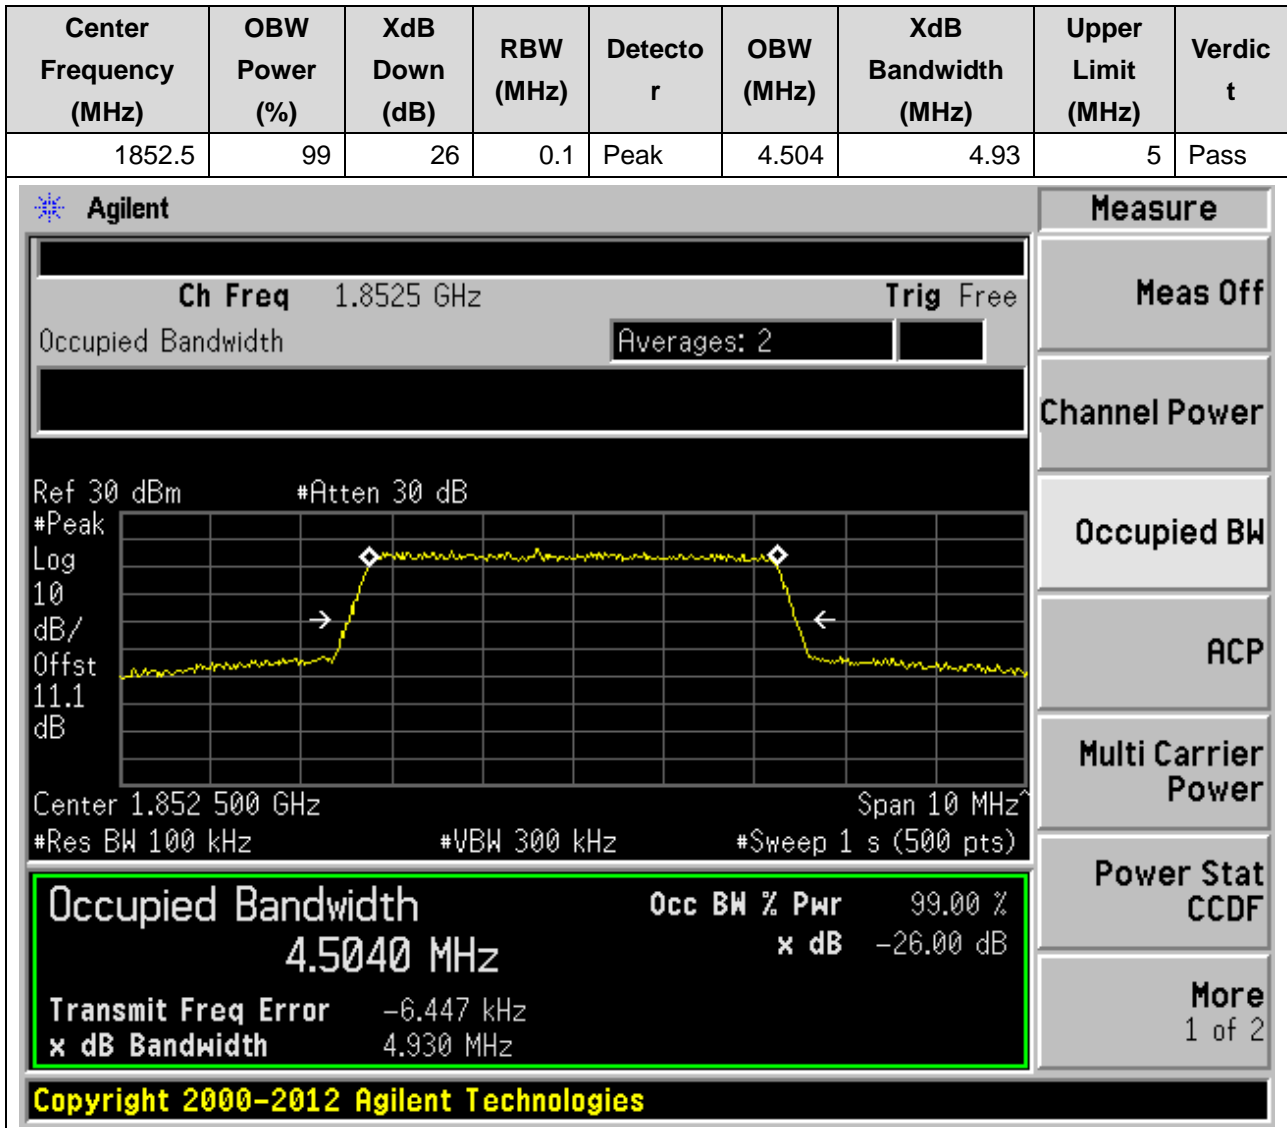 Center Frequency (MHz) OBW Power (%) XdB Down (dB) RBW (MHz) Detecto r OBW (MHz) XdB Bandwidth (MHz) Upper Limit (MHz) Verdic t
1852.5 99 26 0.1 Peak 4.504 4.93 5 Pass
Agilent
Measure
Ch Freq 1.8525 GHz Trig Free
Meas Off
Occupied Bandwidth Averages: 2
Channel Power
Ref 30 dBm #Atten 30 dB
#Peak
Log
10
dB/
Offst
11.1
dB
Occupied BW
ACP
Center 1.852 500 GHz Span 10 MHz^
#Res BW 100 kHz #VBW 300 kHz #Sweep 1 s (500 pts)
Multi Carrier
Power
Occupied Bandwidth Occ BW % Pwr 99.00 %
4.5040 MHz x dB -26.00 dB
Transmit Freq Error -6.447 kHz
x dB Bandwidth 4.930 MHz
Power Stat
CCDF
More
1 of 2
Copyright 2000-2012 Agilent Technologies